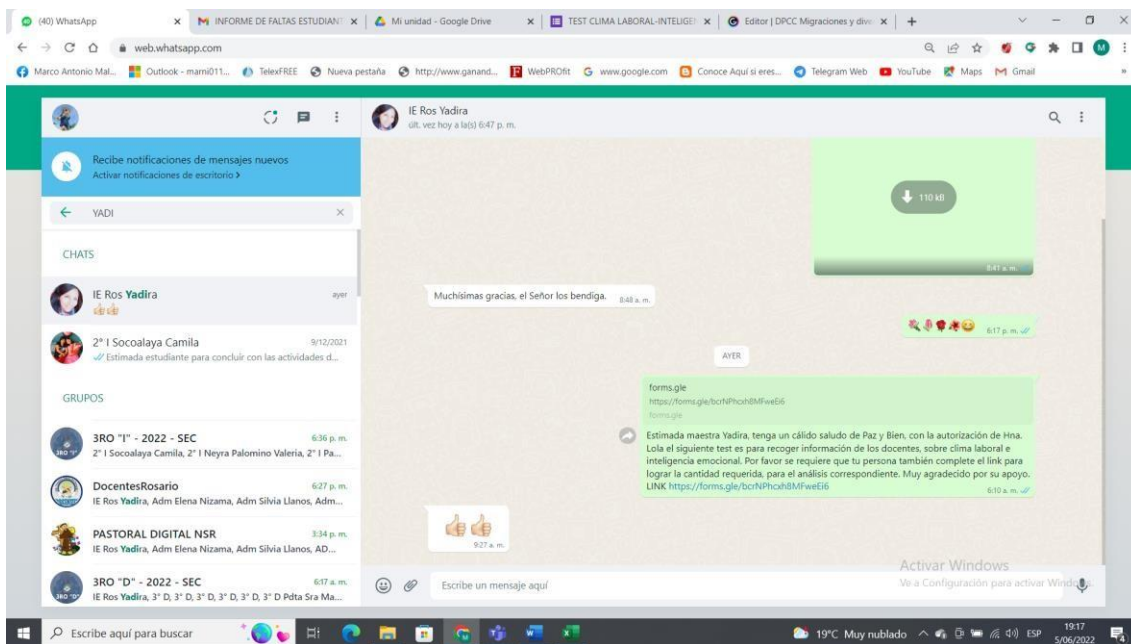 (40) WhatsApp
INFORME DE FALTAS ESTUDIANT
Mi unidad - Google Drive
TEST CLIMA LABORAL-INTELIGEN
Editor | DPCC Migraciones y dive
web.whatsapp.com
Marco Antonio Mal...
Outlook - marni011...
TelexFREE
Nueva pestaña
http://www.ganand...
WebPROfit
www.google.com
Conoce Aquí si eres...
Telegram Web
YouTube
Maps
Gmail
IE Ros Yadira
últ. vez hoy a la(s) 6:47 p. m.
Recibe notificaciones de mensajes nuevos
Activar notificaciones de escritorio >
YADI
CHATS
IE Ros Yadira
ayer
2° I Socoalaya Camila
9/12/2021
Estimada estudiante para concluir con las actividades d...
GRUPOS
3RO "I" - 2022 - SEC
6:36 p. m.
2° I Socoalaya Camila, 2° I Neyra Palomino Valeria, 2° I Pa...
DocentesRosario
6:27 p. m.
IE Ros Yadira, Adm Elena Nizama, Adm Silvia Llanos, Adm...
PASTORAL DIGITAL NSR
3:34 p. m.
IE Ros Yadira, Adm Elena Nizama, Adm Silvia Llanos, AD...
3RO "D" - 2022 - SEC
6:17 a. m.
IE Ros Yadira, 3° D, 3° D, 3° D, 3° D, 3° D, 3° D Pdta Sra Ma...
110 kB
8:41 a. m.
Muchísimas gracias, el Señor los bendiga.
8:48 a. m.
6:17 p. m.
AYER
forms.gle
https://forms.gle/bcrNPhcxh8MFweEi6
forms.gle
Estimada maestra Yadira, tenga un cálido saludo de Paz y Bien, con la autorización de Hna.
Lola el siguiente test es para recoger información de los docentes, sobre clima laboral e
inteligencia emocional. Por favor se requiere que tu persona también complete el link para
lograr la cantidad requerida, para el análisis correspondiente. Muy agradecido por su apoyo.
LINK https://forms.gle/bcrNPhcxh8MFweEi6
6:10 a. m.
9:27 a. m.
Activar Windows
Ve a Configuración para activar Windows.
Escribe un mensaje aquí
Escribe aquí para buscar
19°C Muy nublado
ESP
19:17
5/06/2022